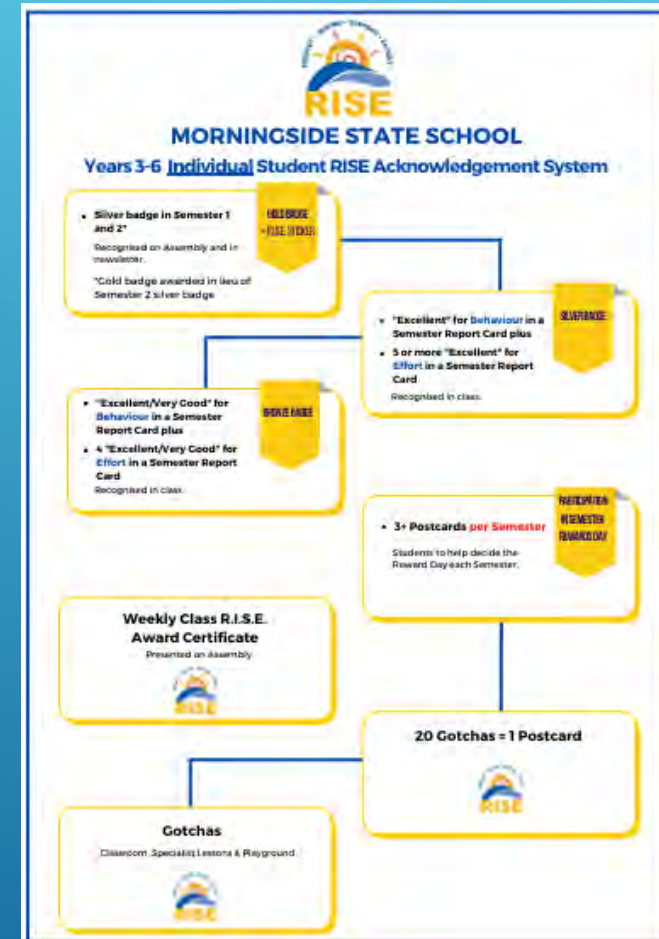 RISE
MORNINGSIDE STATE SCHOOL
Years 3-6 Individual Student RISE Acknowledgement System
• Silver badge in Semester 1
and 2*
Recognised on Assembly and in
newsletter.
*Gold badge awarded in lieu of
Semester 2 silver badge
GOLD BADGE
+ RISE STICKER
• "Excellent" for Behaviour in a
Semester Report Card plus
• 5 or more "Excellent" for
Effort in a Semester Report
Card
Recognised in class.
SILVER BADGE
• "Excellent/Very Good" for
Behaviour in a Semester
Report Card plus
• 4 "Excellent/Very Good" for
Effort in a Semester Report
Card
Recognised in class.
BRONZE BADGE
• 3+ Postcards per Semester
Students to help decide the
Reward Day each Semester.
PARTICIPATION
IN SEMESTER
REWARDS DAY
Weekly Class R.I.S.E.
Award Certificate
Presented on Assembly
RISE
20 Gotchas = 1 Postcard
RISE
Gotchas
Classroom, Specialist Lessons & Playground
RISE